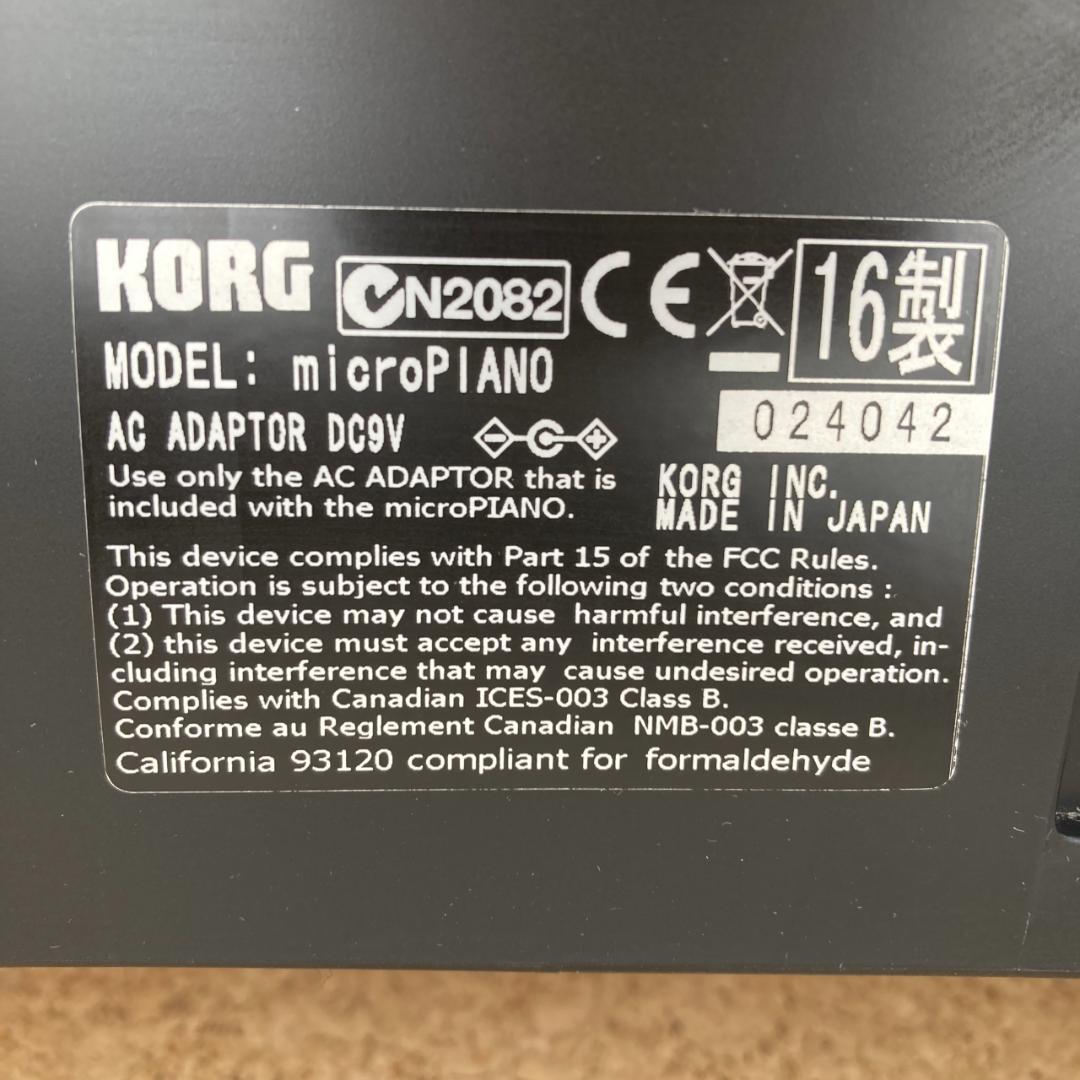 KORG N2082 CE 16製
MODEL: microPIANO
024042
AC ADAPTOR DC9V
Use only the AC ADAPTOR that is
included with the microPIANO.
KORG INC.
MADE IN JAPAN
This device complies with Part 15 of the FCC Rules.
Operation is subject to the following two conditions :
(1) This device may not cause harmful interference, and
(2) this device must accept any interference received, in-
cluding interference that may cause undesired operation.
Complies with Canadian ICES-003 Class B.
Conforme au Reglement Canadian NMB-003 classe B.
California 93120 compliant for formaldehyde